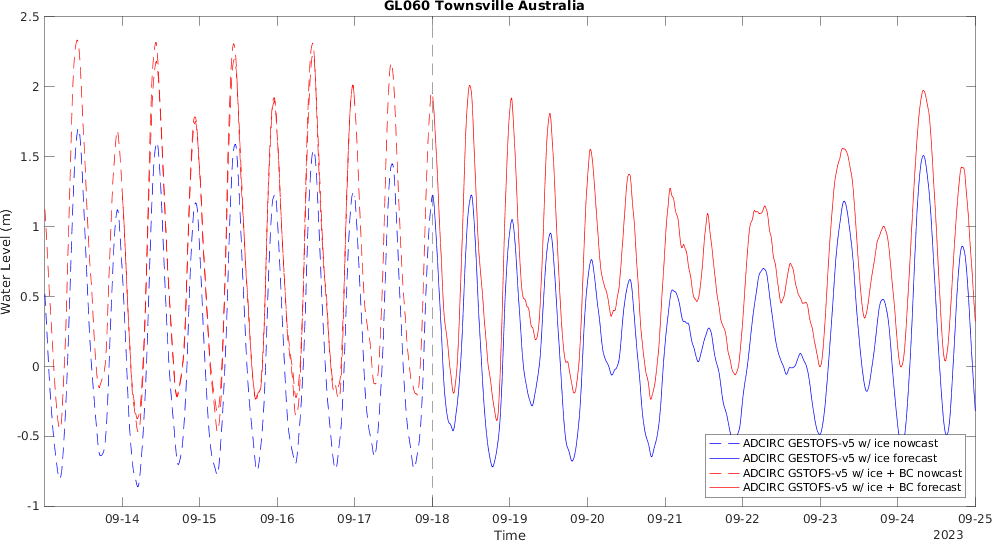 GL060 Townsville Australia
2.5
2
1.5
1
0.5
0
-0.5
-1
Water Level (m)
09-14 09-15 09-16 09-17 09-18 09-19 09-20 09-21 09-22 09-23 09-24 09-25
Time
2023
ADCIRC GESTOFS-v5 w/ ice nowcast
ADCIRC GESTOFS-v5 w/ ice forecast
ADCIRC GSTOFS-v5 w/ ice + BC nowcast
ADCIRC GSTOFS-v5 w/ ice + BC forecast